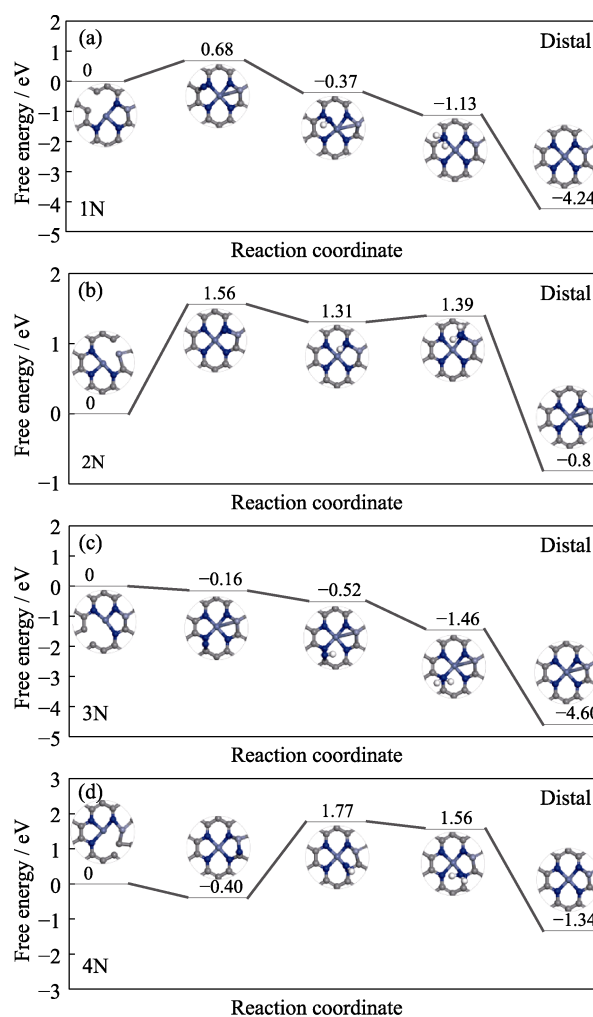 (a)
Distal
2
1
0
−1
−2
−3
−4
−5
Free energy / eV
0
0.68
−0.37
−1.13
−4.24
1N
Reaction coordinate
(b)
Distal
2
1
0
−1
Free energy / eV
0
1.56
1.31
1.39
−0.8
2N
Reaction coordinate
(c)
Distal
2
1
0
−1
−2
−3
−4
−5
Free energy / eV
0
−0.16
−0.52
−1.46
−4.60
3N
Reaction coordinate
(d)
Distal
3
2
1
0
−1
−2
−3
Free energy / eV
0
−0.40
1.77
1.56
−1.34
4N
Reaction coordinate